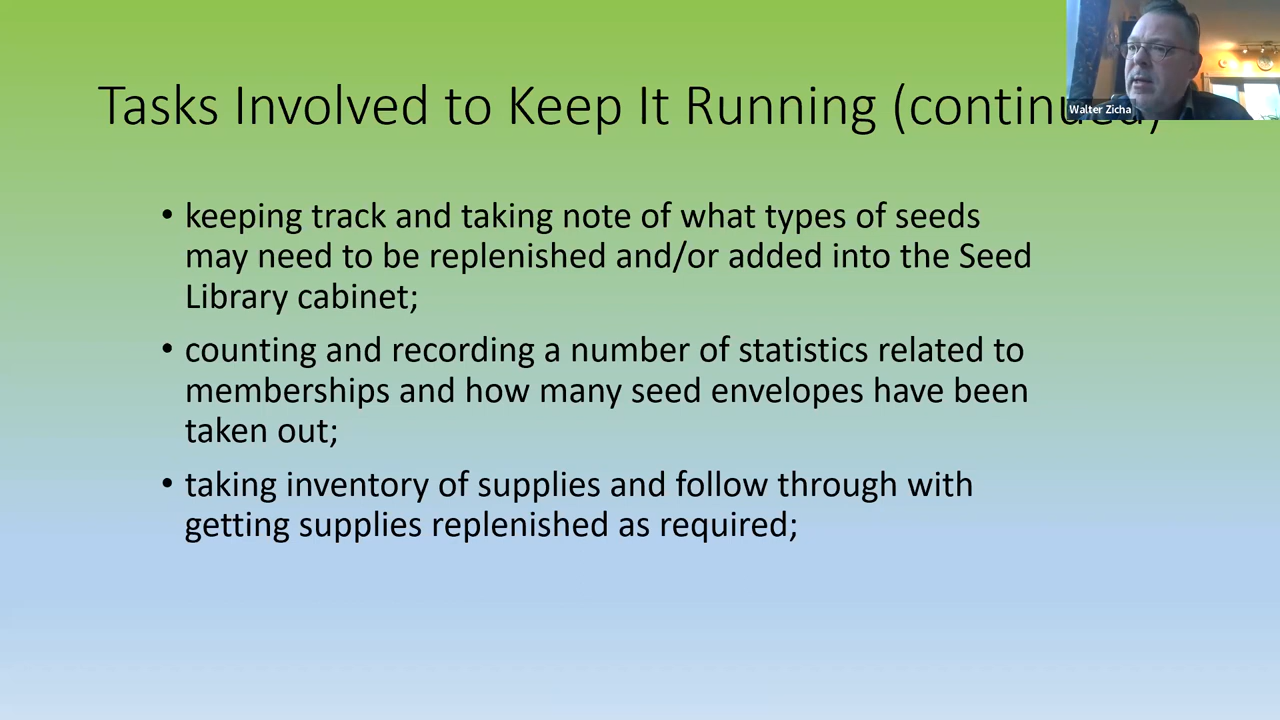 Tasks Involved to Keep It Running (continued)
Walter Zicha
• keeping track and taking note of what types of seeds
may need to be replenished and/or added into the Seed
Library cabinet;
• counting and recording a number of statistics related to
memberships and how many seed envelopes have been
taken out;
• taking inventory of supplies and follow through with
getting supplies replenished as required;